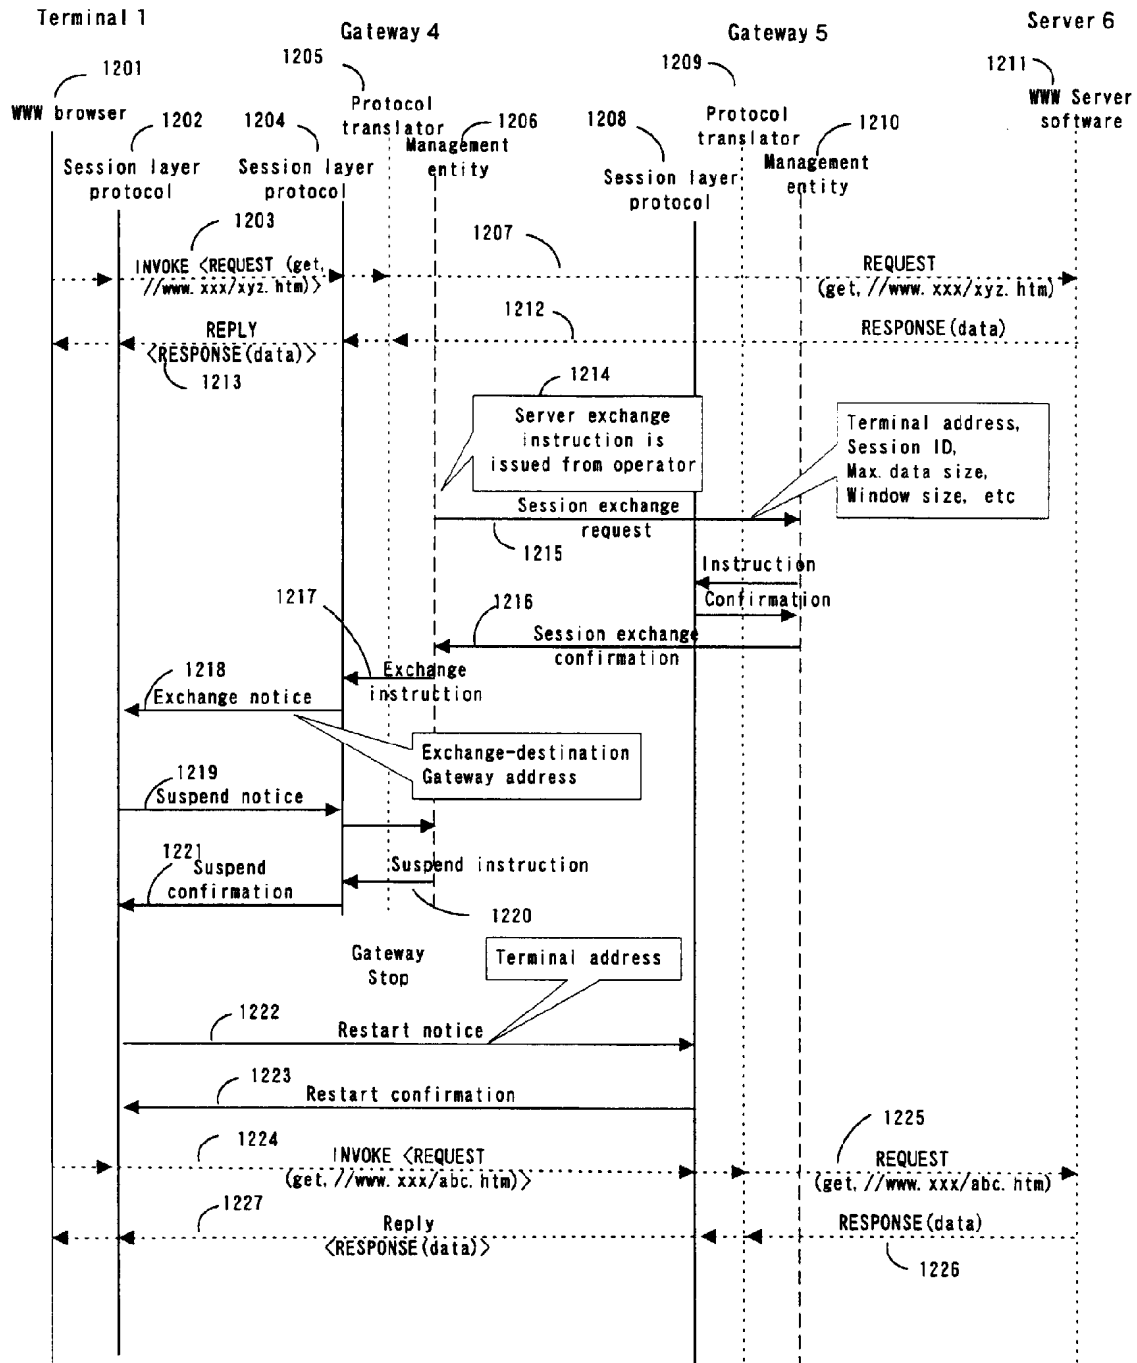 Terminal 1
Gateway 4
Gateway 5
Server 6
1201
1205
1209
1211
WWW browser
Protocol
translator
Protocol
translator
WWW Server
software
1202
1204
1206
1208
1210
Session layer
protocol
Session layer
protocol
Management
entity
Session layer
protocol
Management
entity
1203
1207
INVOKE <REQUEST (get,
//www. xxx/xyz. htm)>
REQUEST
(get, //www. xxx/xyz. htm)
1212
REPLY
<RESPONSE(data)>
RESPONSE(data)
1213
1214
Server exchange
instruction is
issued from operator
Terminal address,
Session ID,
Max. data size,
Window size, etc
Session exchange
request
1215
Instruction
Confirmation
1217
1216
Session exchange
confirmation
1218
Exchange
instruction
Exchange notice
Exchange-destination
Gateway address
1219
Suspend notice
1221
Suspend
confirmation
Suspend instruction
1220
Gateway
Stop
Terminal address
1222
Restart notice
1223
Restart confirmation
1224
1225
INVOKE <REQUEST
(get, //www. xxx/abc. htm)>
REQUEST
(get, //www. xxx/abc. htm)
1227
Reply
<RESPONSE(data)>
RESPONSE(data)
1226